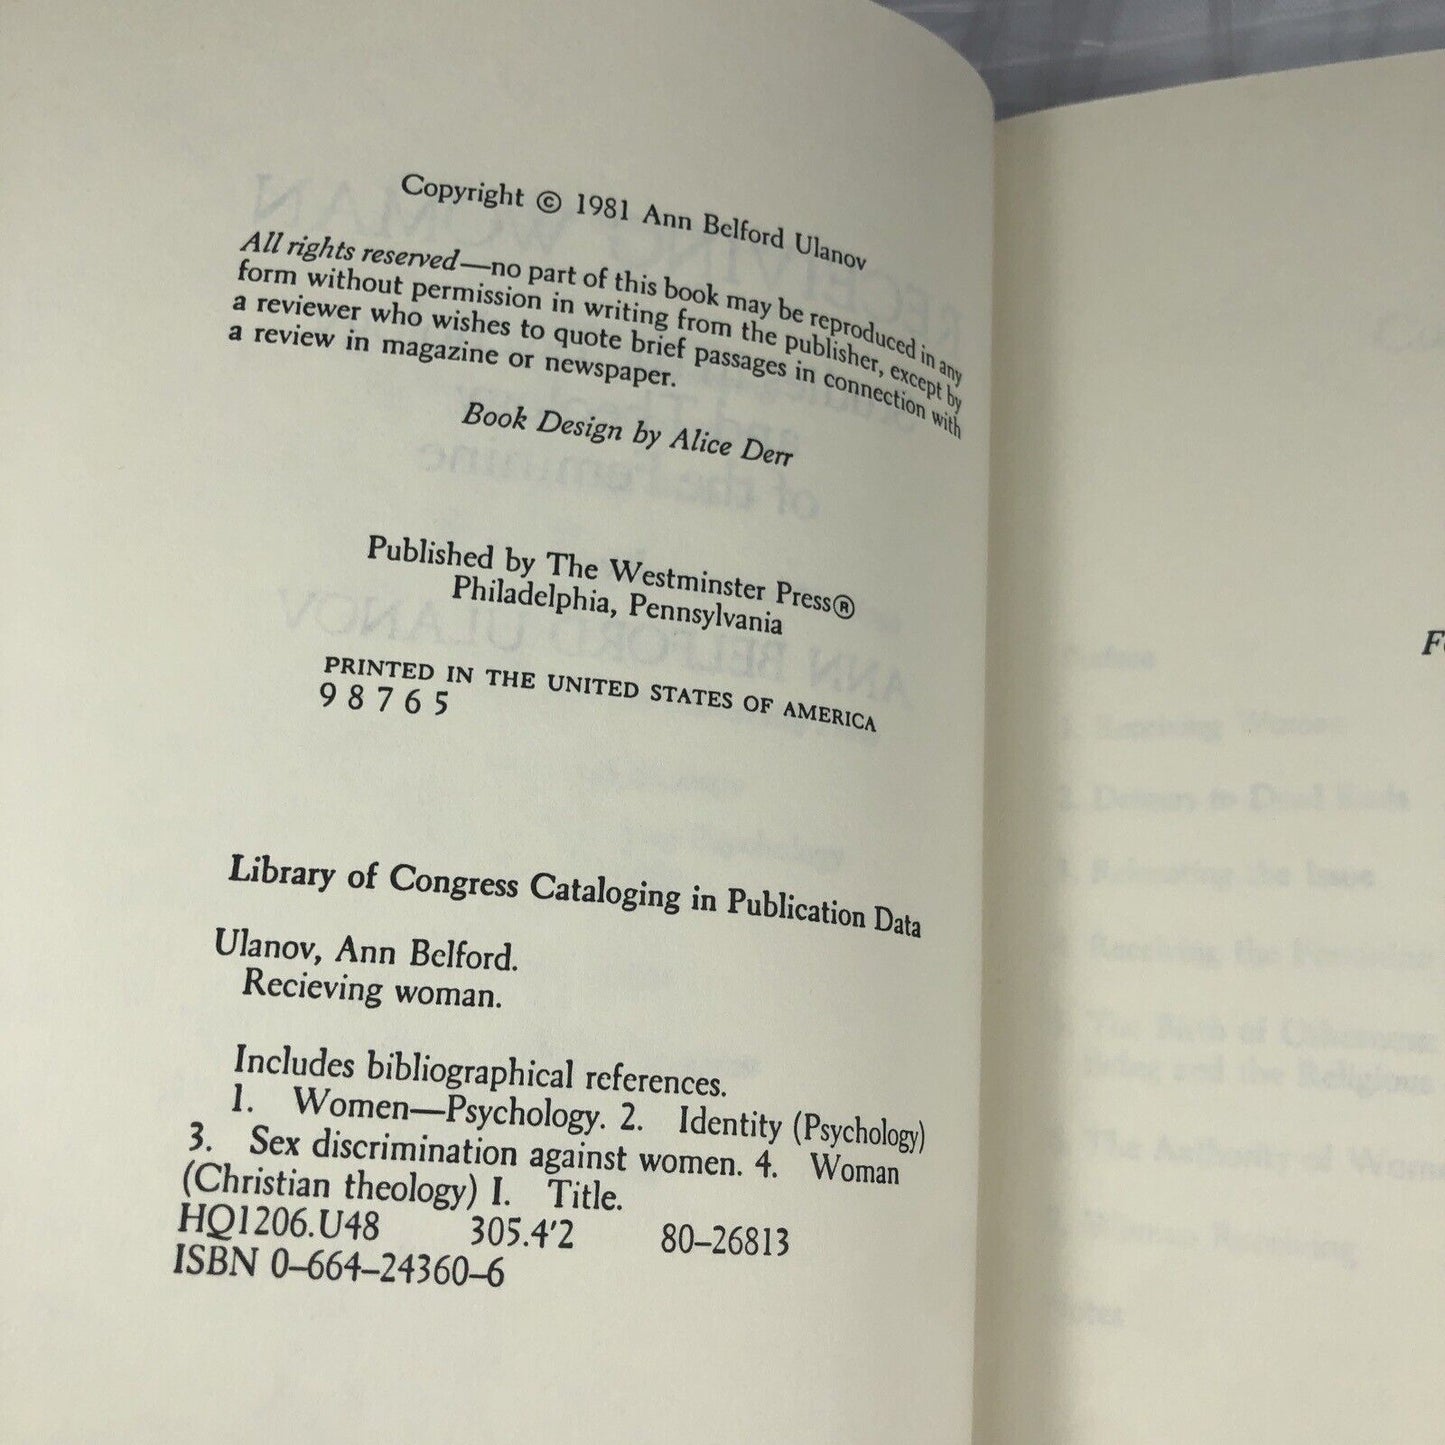 Copyright © 1981 Ann Belford Ulanov
All rights reserved—no part of this book may be reproduced in any
form without permission in writing from the publisher, except by
a reviewer who wishes to quote brief passages in connection with
a review in magazine or newspaper.
Book Design by Alice Derr
Published by The Westminster Press®
Philadelphia, Pennsylvania
PRINTED IN THE UNITED STATES OF AMERICA
9 8 7 6 5
Library of Congress Cataloging in Publication Data
Ulanov, Ann Belford.
Recieving woman.
Includes bibliographical references.
1. Women—Psychology. 2. Identity (Psychology)
3. Sex discrimination against women. 4. Woman
(Christian theology) I. Title.
HQ1206.U48 305.4'2 80–26813
ISBN 0–664–24360–6